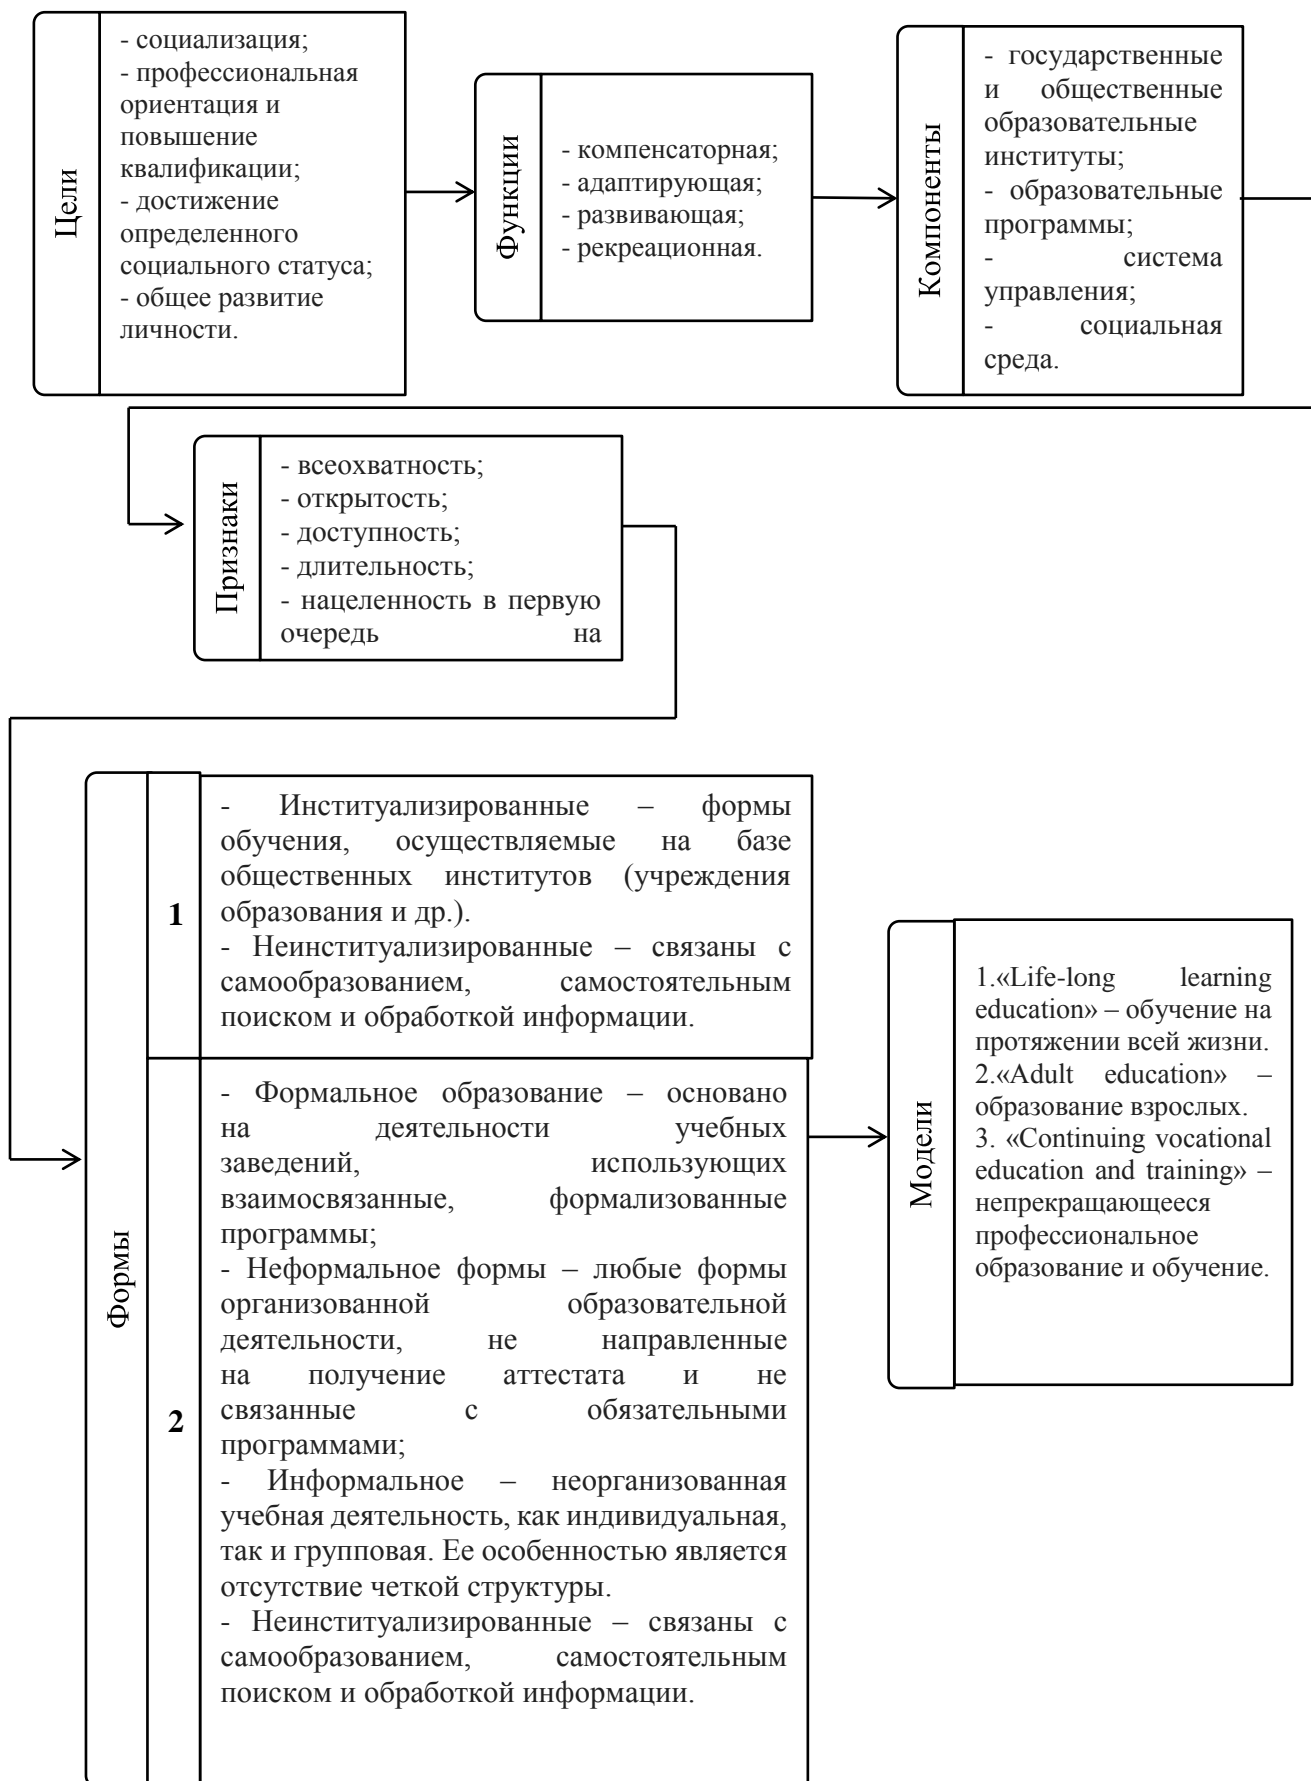 Цели
- социализация;
- профессиональная
ориентация и
повышение
квалификации;
- достижение
определенного
социального статуса;
- общее развитие
личности.
Функции
- компенсаторная;
- адаптирующая;
- развивающая;
- рекреационная.
Компоненты
- государственные
и общественные
образовательные
институты;
- образовательные
программы;
- система
управления;
- социальная
среда.
Признаки
- всеохватность;
- открытость;
- доступность;
- длительность;
- нацеленность в первую
очередь на
Формы
1
- Институализированные – формы
обучения, осуществляемые на базе
общественных институтов (учреждения
образования и др.).
- Неинституализированные – связаны с
самообразованием, самостоятельным
поиском и обработкой информации.
2
- Формальное образование – основано
на деятельности учебных
заведений, использующих
взаимосвязанные, формализованные
программы;
- Неформальное формы – любые формы
организованной образовательной
деятельности, не направленные
на получение аттестата и не
связанные с обязательными
программами;
- Информальное – неорганизованная
учебная деятельность, как индивидуальная,
так и групповая. Ее особенностью является
отсутствие четкой структуры.
- Неинституализированные – связаны с
самообразованием, самостоятельным
поиском и обработкой информации.
Модели
1.«Life-long learning
education» – обучение на
протяжении всей жизни.
2.«Adult education» –
образование взрослых.
3. «Continuing vocational
education and training» –
непрекращающееся
профессиональное
образование и обучение.